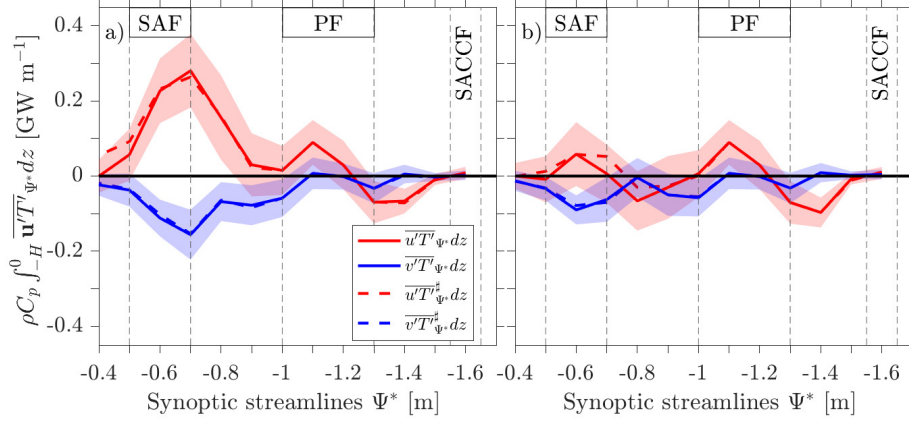 a) SAF PF SACCF
b) SAF PF SACCF
0.4
0.2
0
-0.2
-0.4
ρC_p ∫_{-H}^{0} \overline{u'T'}_{Ψ*} dz [GW m⁻¹]
\overline{u'T'}_{Ψ*} dz
\overline{v'T'}_{Ψ*} dz
\overline{u'T'}^{♯}_{Ψ*} dz
\overline{v'T'}^{♯}_{Ψ*} dz
-0.4 -0.6 -0.8 -1 -1.2 -1.4 -1.6
-0.4 -0.6 -0.8 -1 -1.2 -1.4 -1.6
Synoptic streamlines Ψ* [m]
Synoptic streamlines Ψ* [m]